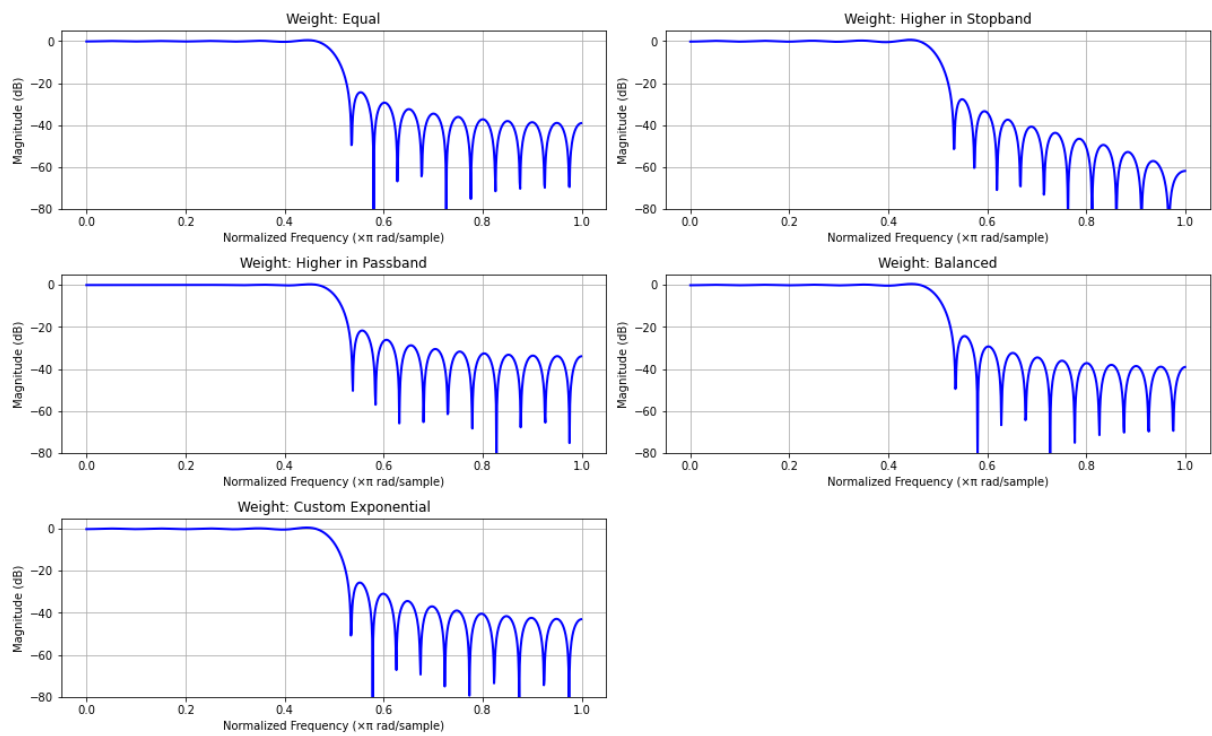 Weight: Equal
Magnitude (dB)
0
−20
−40
−60
−80
0.0 0.2 0.4 0.6 0.8 1.0
Normalized Frequency (×π rad/sample)
Weight: Higher in Stopband
Magnitude (dB)
0
−20
−40
−60
−80
0.0 0.2 0.4 0.6 0.8 1.0
Normalized Frequency (×π rad/sample)
Weight: Higher in Passband
Magnitude (dB)
0
−20
−40
−60
−80
0.0 0.2 0.4 0.6 0.8 1.0
Normalized Frequency (×π rad/sample)
Weight: Balanced
Magnitude (dB)
0
−20
−40
−60
−80
0.0 0.2 0.4 0.6 0.8 1.0
Normalized Frequency (×π rad/sample)
Weight: Custom Exponential
Magnitude (dB)
0
−20
−40
−60
−80
0.0 0.2 0.4 0.6 0.8 1.0
Normalized Frequency (×π rad/sample)